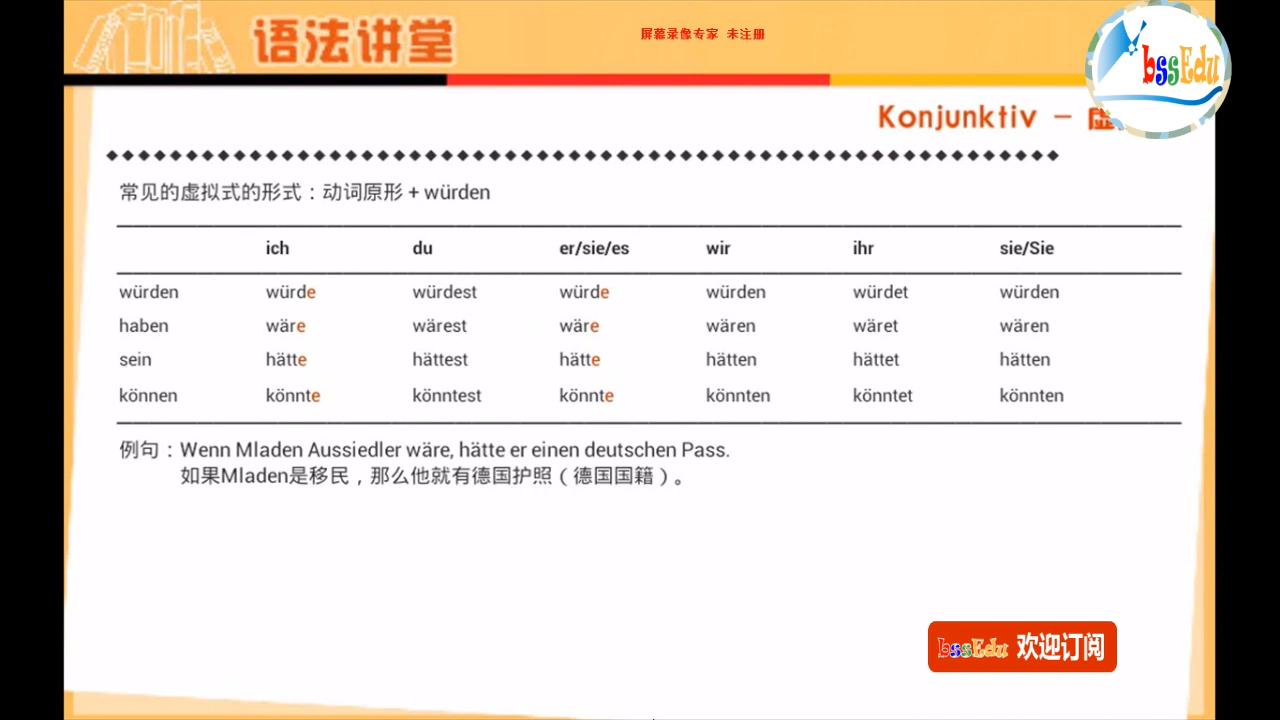 语法讲堂
屏幕录像专家 未注册
bssEdu
Konjunktiv – 虚
常见的虚拟式的形式：动词原形 + würden
ich du er/sie/es wir ihr sie/Sie
würden würde würdest würde würden würdet würden
haben wäre wärest wäre wären wäret wären
sein hätte hättest hätte hätten hättet hätten
können könnte könntest könnte könnten könntet könnten
例句：Wenn Mladen Aussiedler wäre, hätte er einen deutschen Pass.
如果Mladen是移民，那么他就有德国护照（德国国籍）。
bssEdu 欢迎订阅